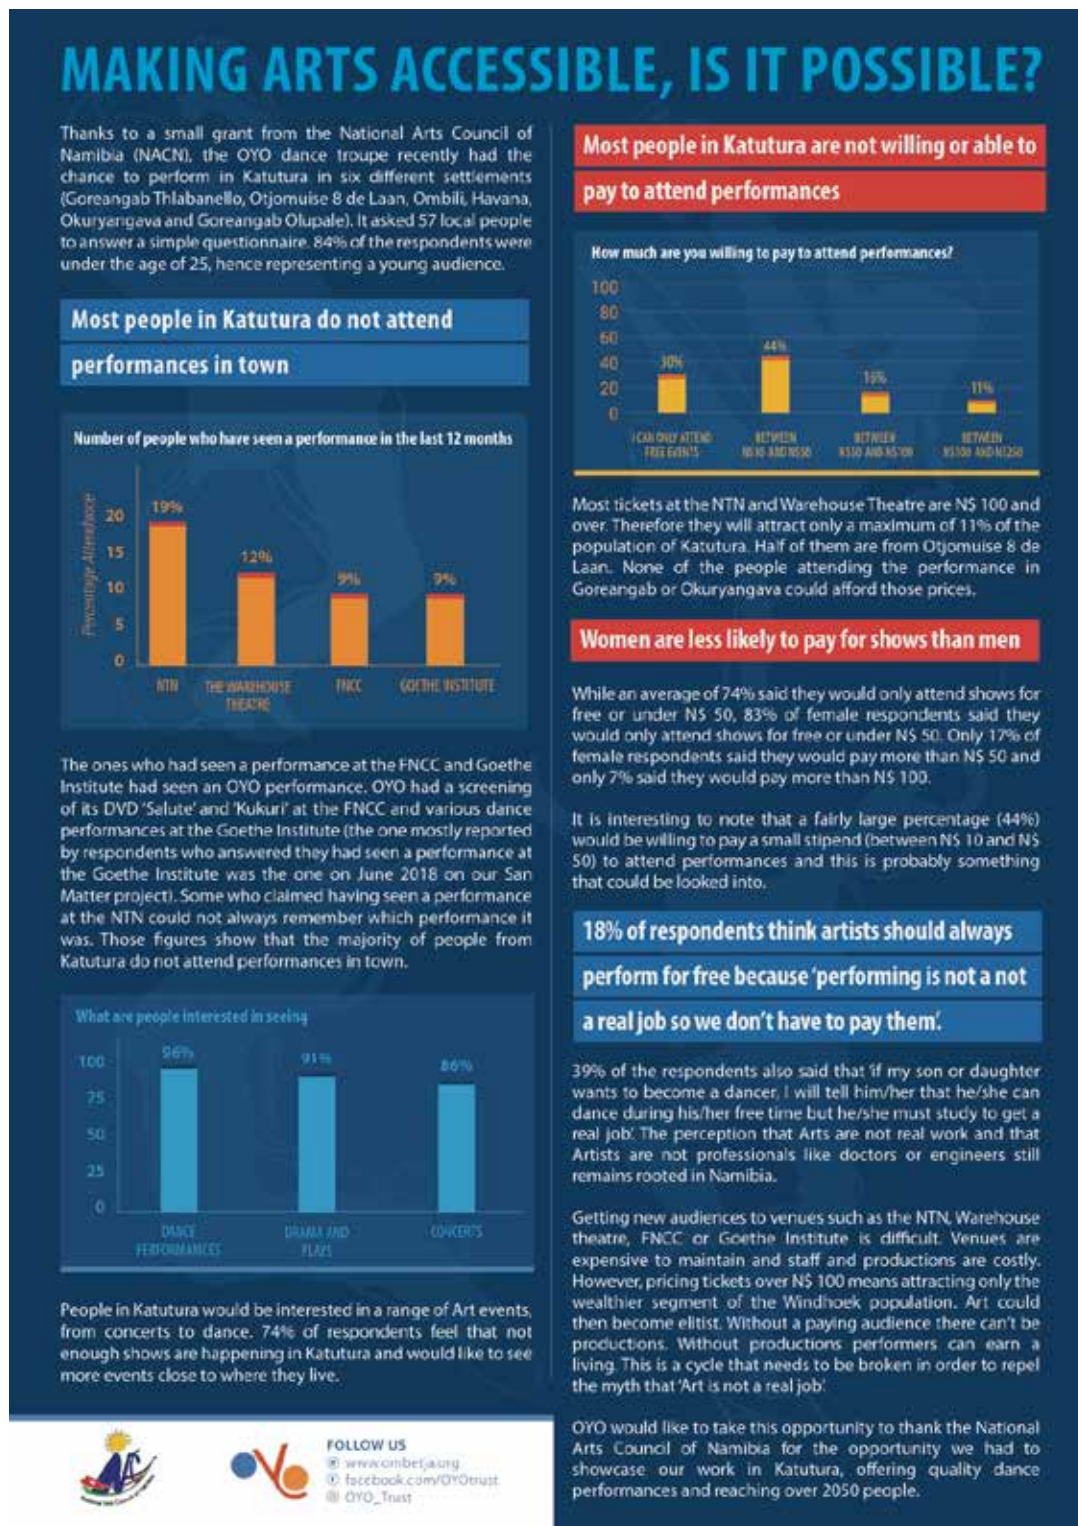 MAKING ARTS ACCESSIBLE, IS IT POSSIBLE?
Thanks to a small grant from the National Arts Council of
Namibia (NACN), the OYO dance troupe recently had the
chance to perform in Katutura in six different settlements
(Goreangab Thlabanello, Otjomuise 8 de Laan, Ombili, Havana,
Okuryangava and Goreangab Olupale). It asked 57 local people
to answer a simple questionnaire. 84% of the respondents were
under the age of 25, hence representing a young audience.
Most people in Katutura do not attend
performances in town
Number of people who have seen a performance in the last 12 months
Percentage Attendance
20
15
10
5
0
19%
12%
9%
9%
NTN
THE WAREHOUSE
THEATRE
FNCC
GOETHE INSTITUTE
The ones who had seen a performance at the FNCC and Goethe
Institute had seen an OYO performance. OYO had a screening
of its DVD 'Salute' and 'Kukuri' at the FNCC and various dance
performances at the Goethe Institute (the one mostly reported
by respondents who answered they had seen a performance at
the Goethe Institute was the one on June 2018 on our San
Matter project). Some who claimed having seen a performance
at the NTN could not always remember which performance it
was. Those figures show that the majority of people from
Katutura do not attend performances in town.
What are people interested in seeing
100
75
50
25
0
96%
91%
86%
DANCE
PERFORMANCES
DRAMA AND
PLAYS
CONCERTS
People in Katutura would be interested in a range of Art events,
from concerts to dance. 74% of respondents feel that not
enough shows are happening in Katutura and would like to see
more events close to where they live.
FOLLOW US
www.ombetja.org
facebook.com/OYOtrust
OYO_Trust
Most people in Katutura are not willing or able to
pay to attend performances
How much are you willing to pay to attend performances?
100
80
60
40
20
0
30%
44%
16%
11%
I CAN ONLY ATTEND
FREE EVENTS
BETWEEN
N$ 10 AND N$50
BETWEEN
N$50 AND N$100
BETWEEN
N$100 AND N$250
Most tickets at the NTN and Warehouse Theatre are N$ 100 and
over. Therefore they will attract only a maximum of 11% of the
population of Katutura. Half of them are from Otjomuise 8 de
Laan. None of the people attending the performance in
Goreangab or Okuryangava could afford those prices.
Women are less likely to pay for shows than men
While an average of 74% said they would only attend shows for
free or under N$ 50, 83% of female respondents said they
would only attend shows for free or under N$ 50. Only 17% of
female respondents said they would pay more than N$ 50 and
only 7% said they would pay more than N$ 100.
It is interesting to note that a fairly large percentage (44%)
would be willing to pay a small stipend (between N$ 10 and N$
50) to attend performances and this is probably something
that could be looked into.
18% of respondents think artists should always
perform for free because 'performing is not a not
a real job so we don't have to pay them'.
39% of the respondents also said that 'if my son or daughter
wants to become a dancer, I will tell him/her that he/she can
dance during his/her free time but he/she must study to get a
real job'. The perception that Arts are not real work and that
Artists are not professionals like doctors or engineers still
remains rooted in Namibia.
Getting new audiences to venues such as the NTN, Warehouse
theatre, FNCC or Goethe Institute is difficult. Venues are
expensive to maintain and staff and productions are costly.
However, pricing tickets over N$ 100 means attracting only the
wealthier segment of the Windhoek population. Art could
then become elitist. Without a paying audience there can't be
productions. Without productions performers can earn a
living. This is a cycle that needs to be broken in order to repel
the myth that 'Art is not a real job'.
OYO would like to take this opportunity to thank the National
Arts Council of Namibia for the opportunity we had to
showcase our work in Katutura, offering quality dance
performances and reaching over 2050 people.